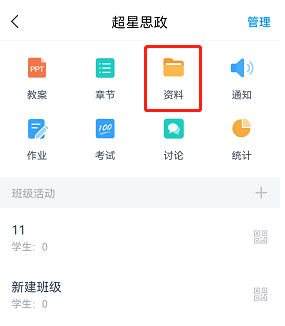 超星思政
管理
PPT
教案 章节 资料 通知
100
作业 考试 讨论 统计
班级活动
11
学生：0
新建班级
学生：0